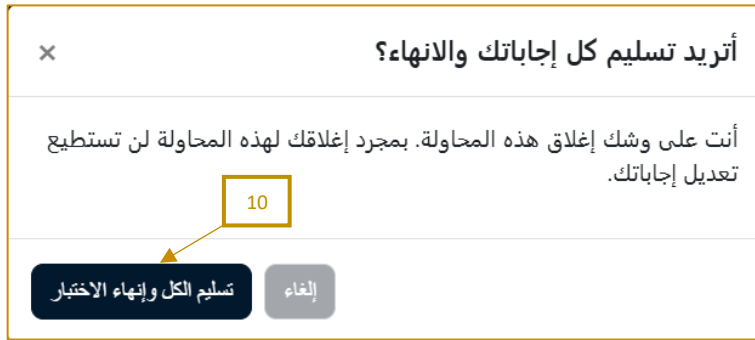 أتريد تسليم كل إجاباتك والانهاء؟
×
أنت على وشك إغلاق هذه المحاولة. بمجرد إغلاقك لهذه المحاولة لن تستطيع
تعديل إجاباتك.
10
إلغاء
تسليم الكل وإنهاء الاختبار